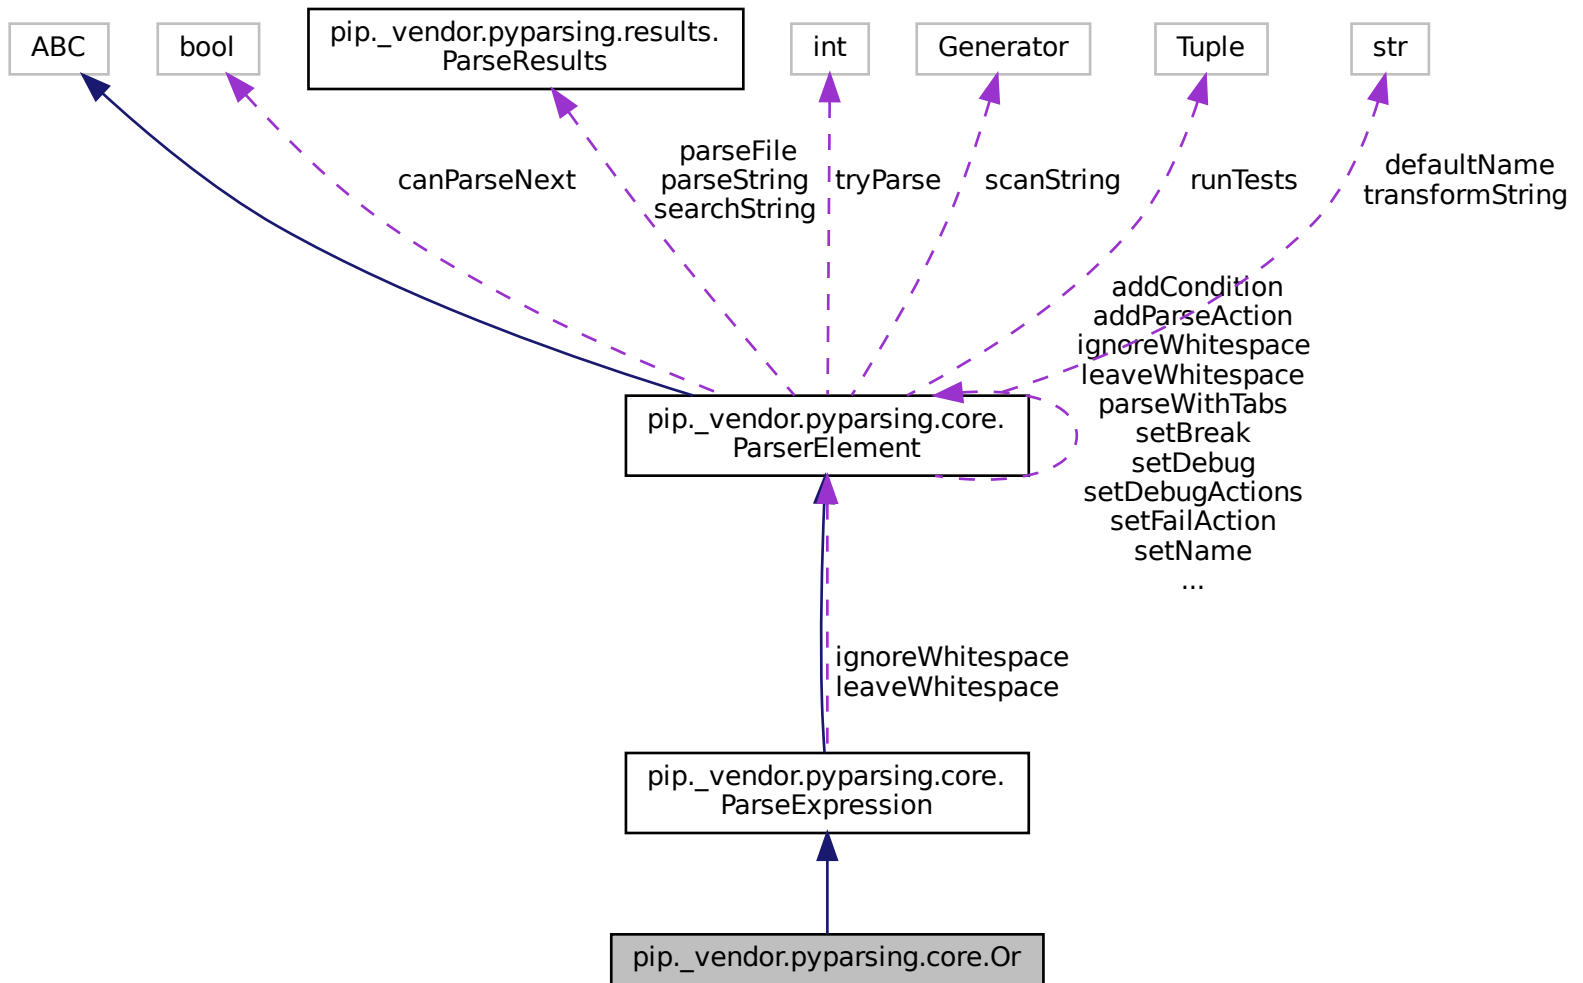 ABC
bool
pip._vendor.pyparsing.results.
ParseResults
int
Generator
Tuple
str
canParseNext
parseFile
parseString
searchString
tryParse
scanString
runTests
defaultName
transformString
addCondition
addParseAction
ignoreWhitespace
leaveWhitespace
parseWithTabs
setBreak
setDebug
setDebugActions
setFailAction
setName
...
pip._vendor.pyparsing.core.
ParserElement
ignoreWhitespace
leaveWhitespace
pip._vendor.pyparsing.core.
ParseExpression
pip._vendor.pyparsing.core.Or